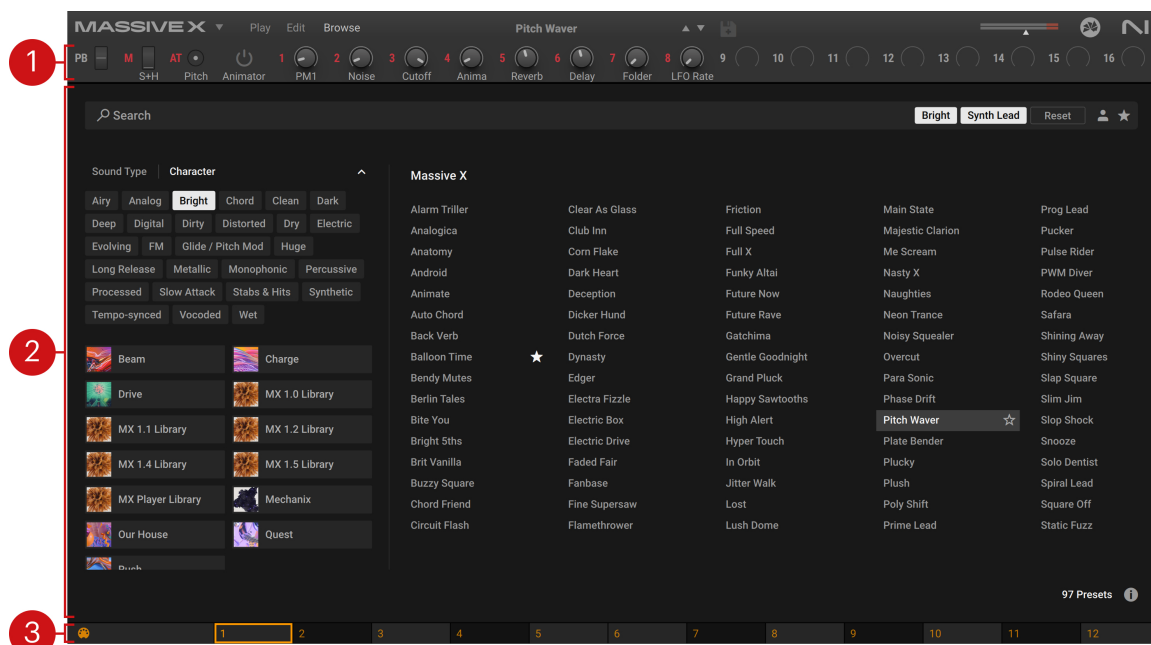 MASSIVE X Play Edit Browse Pitch Waver
1 PB M AT 1 2 3 4 5 6 7 8 9 10 11 12 13 14 15 16
S+H Pitch Animator PM1 Noise Cutoff Anima Reverb Delay Folder LFO Rate
Search Bright Synth Lead Reset
Sound Type Character
Massive X
Airy Analog Bright Chord Clean Dark
Deep Digital Dirty Distorted Dry Electric
Evolving FM Glide / Pitch Mod Huge
Long Release Metallic Monophonic Percussive
Processed Slow Attack Stabs & Hits Synthetic
Tempo-synced Vocoded Wet
2
Beam Charge
Drive MX 1.0 Library
MX 1.1 Library MX 1.2 Library
MX 1.4 Library MX 1.5 Library
MX Player Library Mechanix
Our House Quest
Push
Alarm Triller Clear As Glass Friction Main State Prog Lead
Analogica Club Inn Full Speed Majestic Clarion Pucker
Anatomy Corn Flake Full X Me Scream Pulse Rider
Android Dark Heart Funky Altai Nasty X PWM Diver
Animate Deception Future Now Naughties Rodeo Queen
Auto Chord Dicker Hund Future Rave Neon Trance Safara
Back Verb Dutch Force Gatchima Noisy Squealer Shining Away
Balloon Time Dynasty Gentle Goodnight Overcut Shiny Squares
Bendy Mutes Edger Grand Pluck Para Sonic Slap Square
Berlin Tales Electra Fizzle Happy Sawtooths Phase Drift Slim Jim
Bite You Electric Box High Alert Pitch Waver Slop Shock
Bright 5ths Electric Drive Hyper Touch Plate Bender Snooze
Brit Vanilla Faded Fair In Orbit Plucky Solo Dentist
Buzzy Square Fanbase Jitter Walk Plush Spiral Lead
Chord Friend Fine Supersaw Lost Poly Shift Square Off
Circuit Flash Flamethrower Lush Dome Prime Lead Static Fuzz
97 Presets i
3 1 2 3 4 5 6 7 8 9 10 11 12